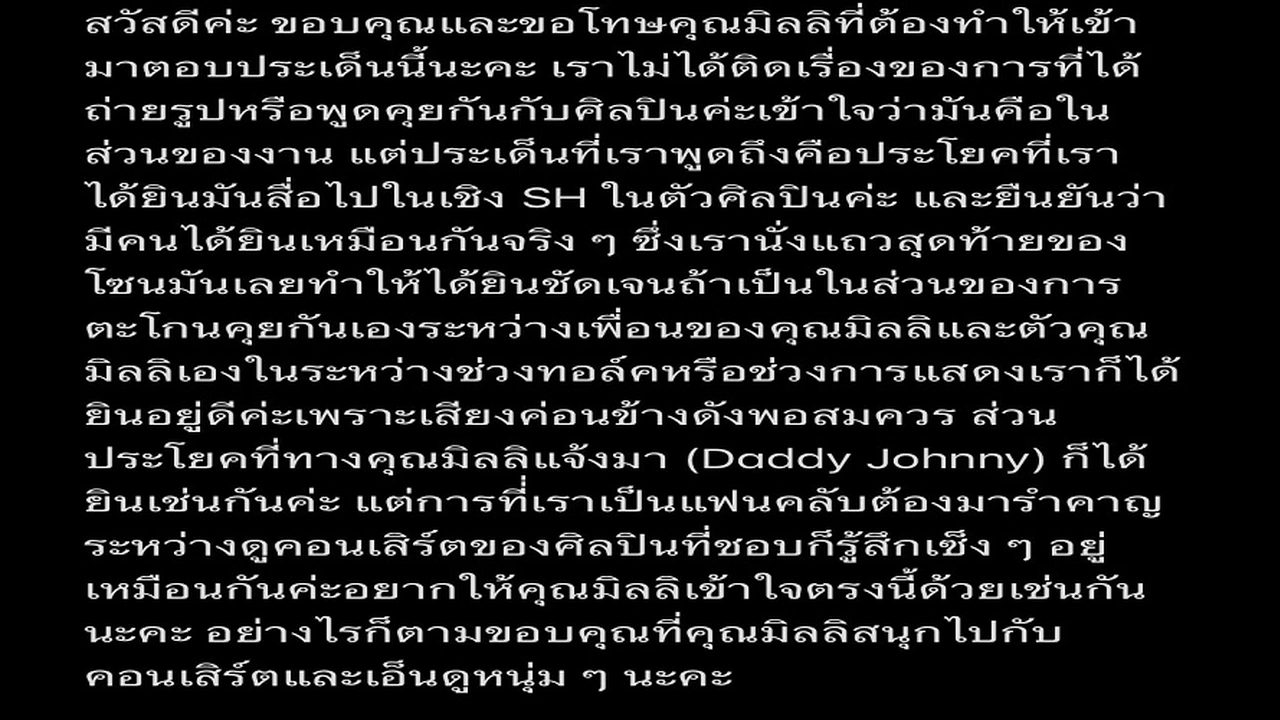 สวัสดีค่ะ ขอบคุณและขอโทษคุณมิลลิที่ต้องทำให้เข้า
มาตอบประเด็นนี้นะคะ เราไม่ได้ติดเรื่องของการที่ได้
ถ่ายรูปหรือพูดคุยกันกับศิลปินค่ะเข้าใจว่ามันคือใน
ส่วนของงาน แต่ประเด็นที่เราพูดถึงคือประโยคที่เรา
ได้ยินมันสื่อไปในเชิง SH ในตัวศิลปินค่ะ และยืนยันว่า
มีคนได้ยินเหมือนกันจริง ๆ ซึ่งเรานั่งแถวสุดท้ายของ
โซนมันเลยทำให้ได้ยินชัดเจนถ้าเป็นในส่วนของการ
ตะโกนคุยกันเองระหว่างเพื่อนของคุณมิลลิและตัวคุณ
มิลลิเองในระหว่างช่วงทอล์คหรือช่วงการแสดงเราก็ได้
ยินอยู่ดีค่ะเพราะเสียงค่อนข้างดังพอสมควร ส่วน
ประโยคที่ทางคุณมิลลิแจ้งมา (Daddy Johnny) ก็ได้
ยินเช่นกันค่ะ แต่การที่เราเป็นแฟนคลับต้องมารำคาญ
ระหว่างดูคอนเสิร์ตของศิลปินที่ชอบก็รู้สึกเซ็ง ๆ อยู่
เหมือนกันค่ะอยากให้คุณมิลลิเข้าใจตรงนี้ด้วยเช่นกัน
นะคะ อย่างไรก็ตามขอบคุณที่คุณมิลลิสนุกไปกับ
คอนเสิร์ตและเอ็นดูหนุ่ม ๆ นะคะ